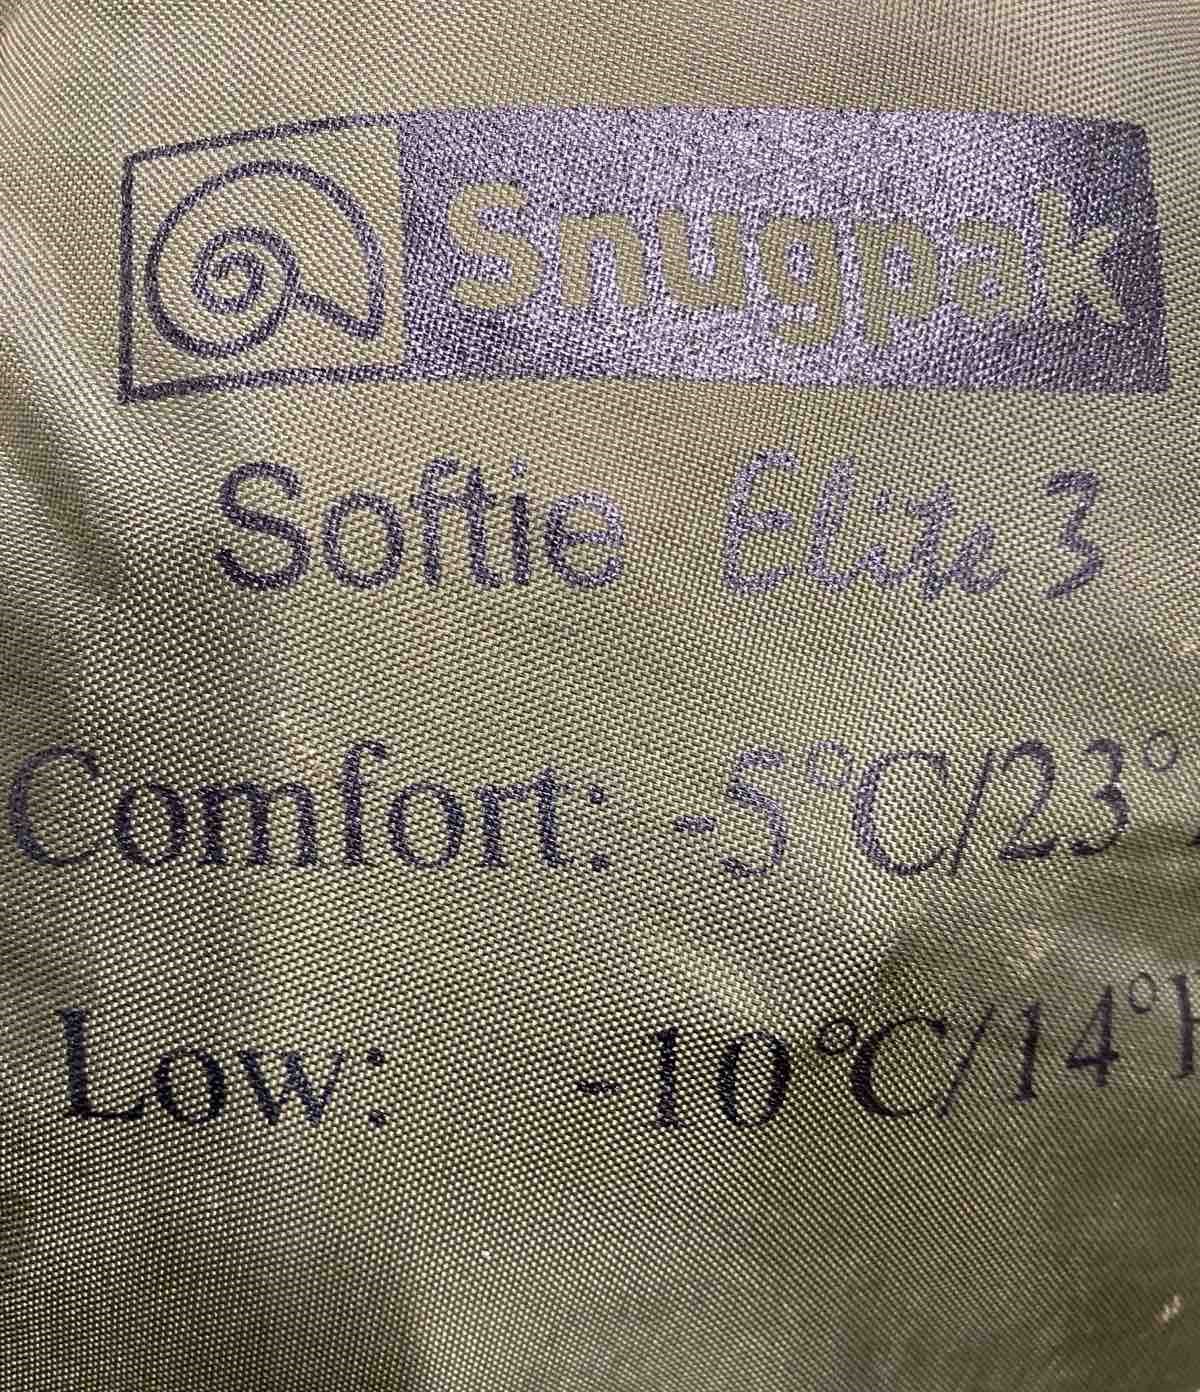 Snugpak
Softie Elite 3
Comfort: -5°C/23°
Low: -10°C/14°F